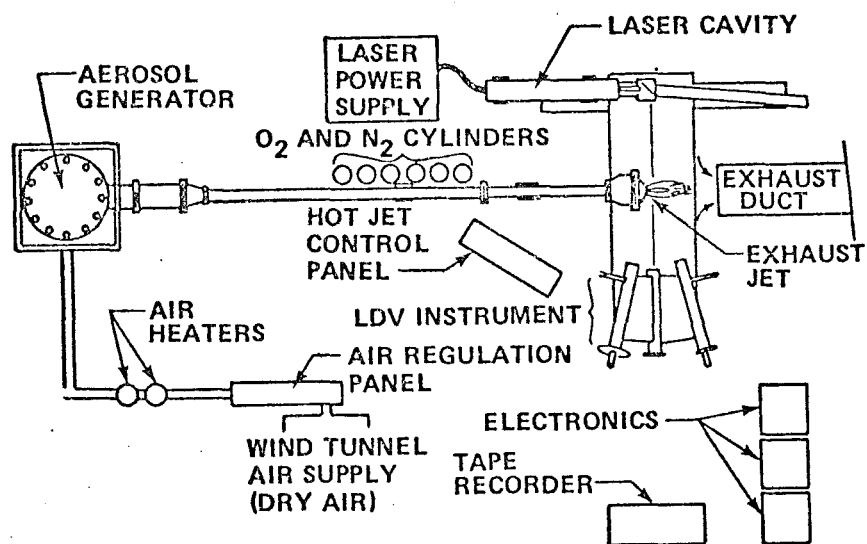 LASER CAVITY
LASER
POWER
SUPPLY
AEROSOL
GENERATOR
O₂ AND N₂ CYLINDERS
HOT JET
CONTROL
PANEL
EXHAUST
DUCT
EXHAUST
JET
LDV INSTRUMENT
AIR
HEATERS
AIR REGULATION
PANEL
WIND TUNNEL
AIR SUPPLY
(DRY AIR)
ELECTRONICS
TAPE
RECORDER